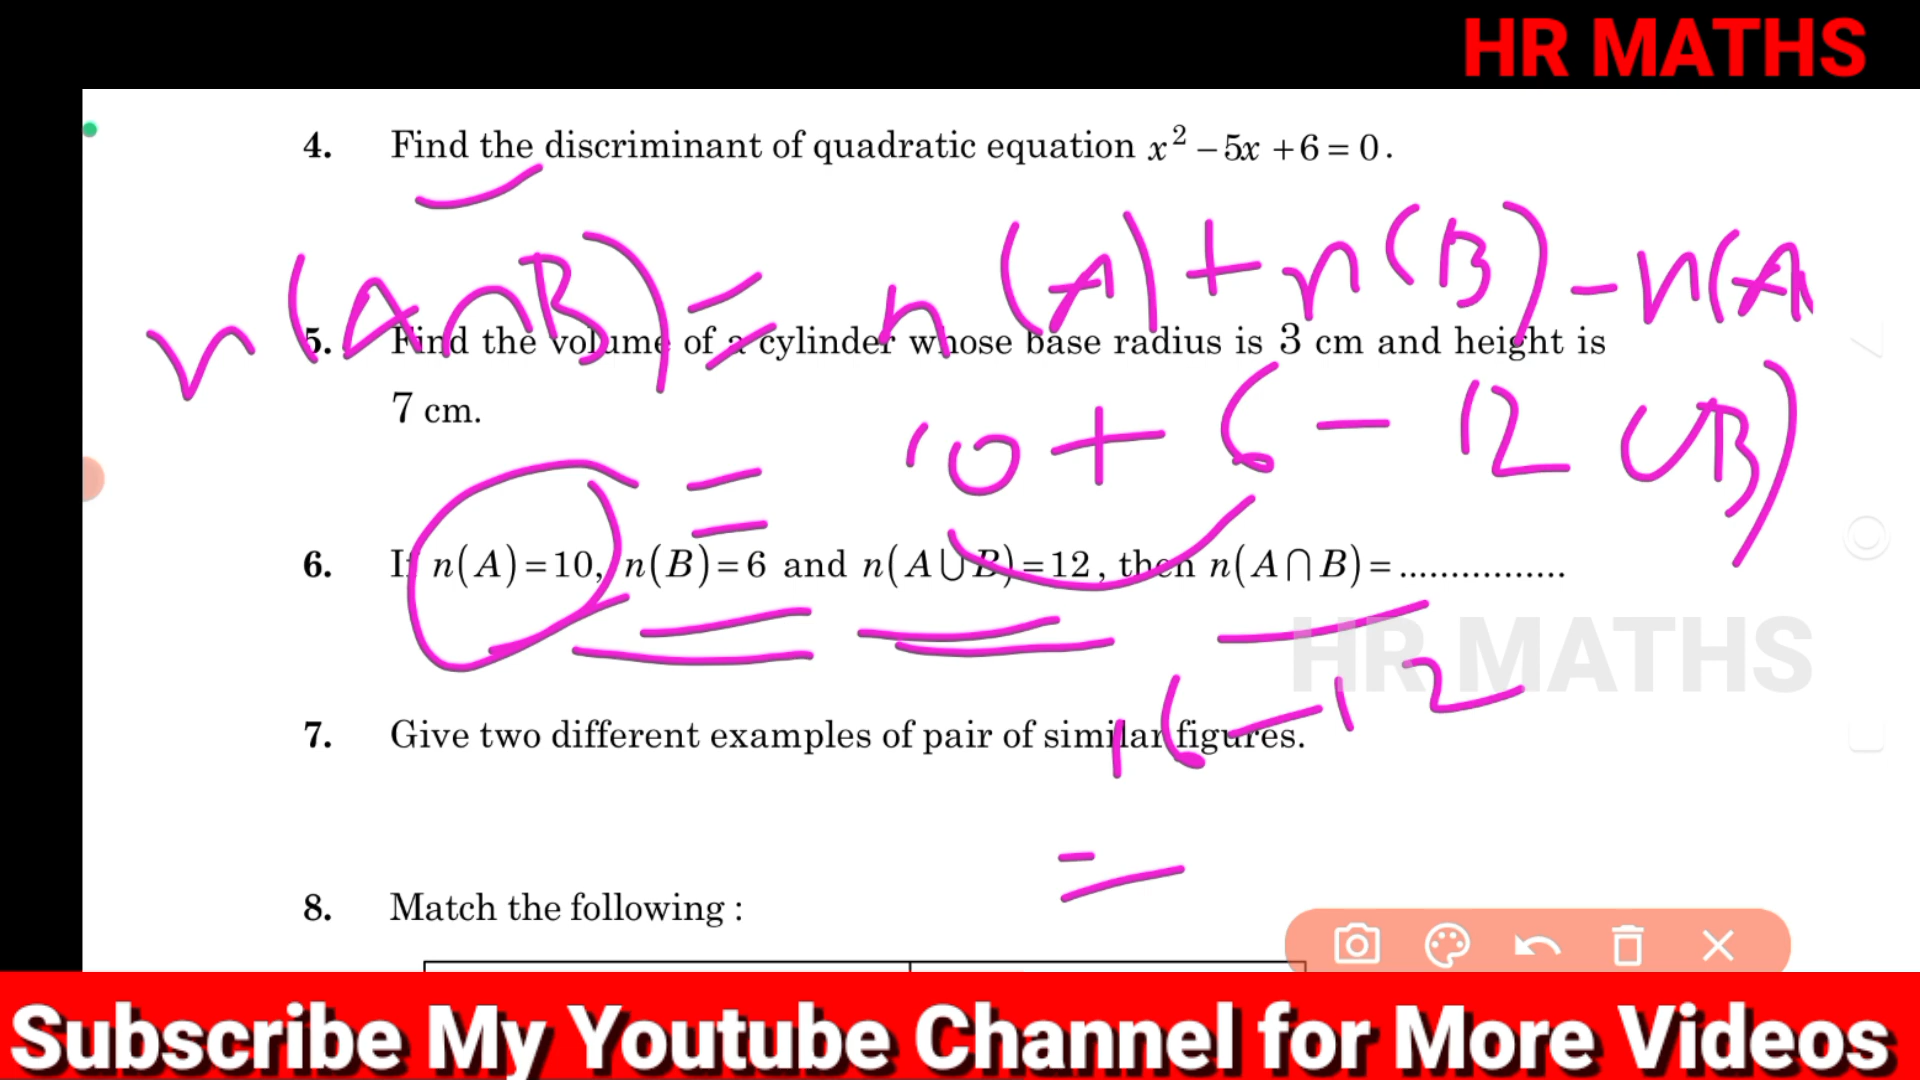 HR MATHS
4. Find the discriminant of quadratic equation x² – 5x + 6 = 0.
n(A∩B) = n(A) + n(B) – n(A
5. Find the volume of a cylinder whose base radius is 3 cm and height is
7 cm.
= 10 + 6 – 12 ∪B)
6. If n(A) = 10, n(B) = 6 and n(A∪B) = 12, then n(A∩B) = ................
HR MATHS
16 – 12
7. Give two different examples of pair of similar figures.
=
8. Match the following :
Subscribe My Youtube Channel for More Videos